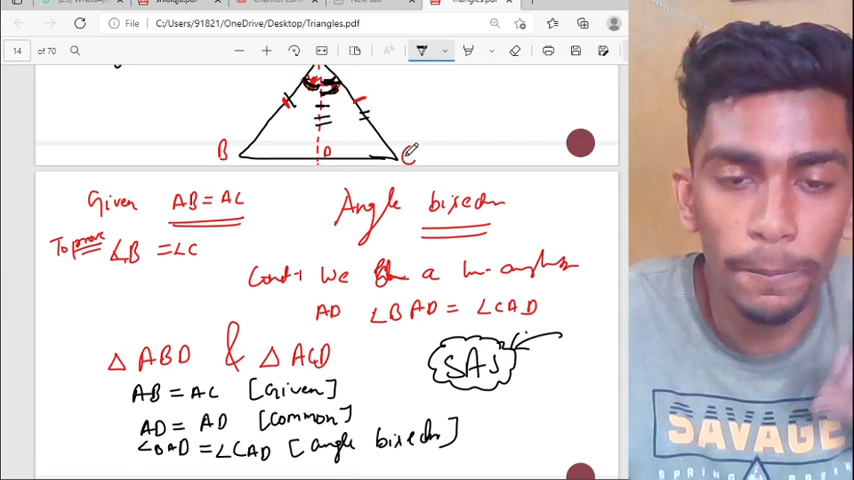 C:/Users/91821/OneDrive/Desktop/Triangles.pdf
14 of 70
B
D
C
Given AB = AC
Angle bisector
To prove ∠B = ∠C
Const We a
AD ∠BAD = ∠CAD
△ ABD & △ ACD
SAS
AB = AC [Given]
AD = AD [Common]
∠BAD = ∠CAD [angle bisector]
SAVAGE